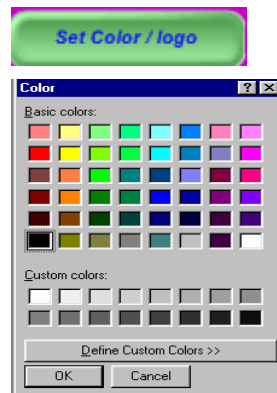 Set Color / logo
Color
Basic colors:
Custom colors:
Define Custom Colors >>
OK Cancel